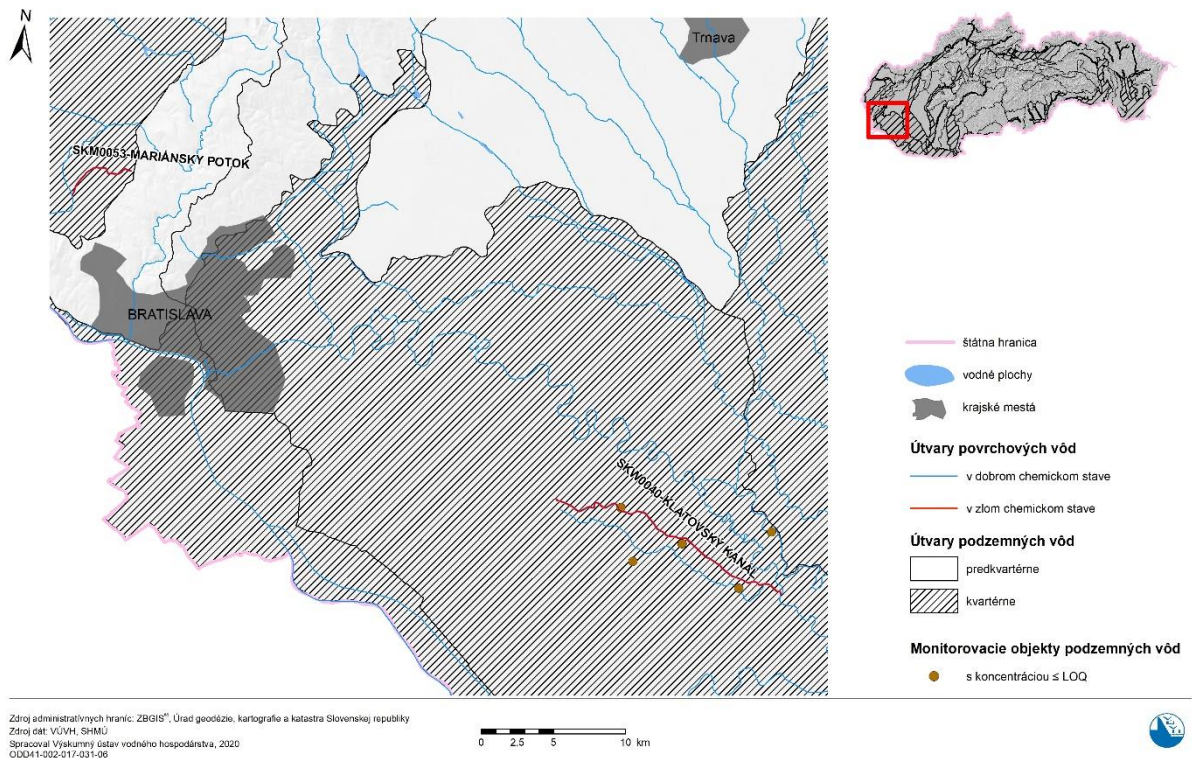 N
Trnava
SKM0053-MARIÁNSKY POTOK
BRATISLAVA
SKW0040-KLÁTOVSKÝ KANÁL
štátna hranica
vodné plochy
krajské mestá
Útvary povrchových vôd
v dobrom chemickom stave
v zlom chemickom stave
Útvary podzemných vôd
predkvartérne
kvartérne
Monitorovacie objekty podzemných vôd
s koncentráciou ≤ LOQ
Zdroj administratívnych hraníc: ZBGIS, Úrad geodézie, kartografie a katastra Slovenskej republiky
Zdroj dát: VÚVH, SHMÚ
Spracoval Výskumný ústav vodného hospodárstva, 2020
ODD41-002-017-031-06
0 2.5 5 10 km